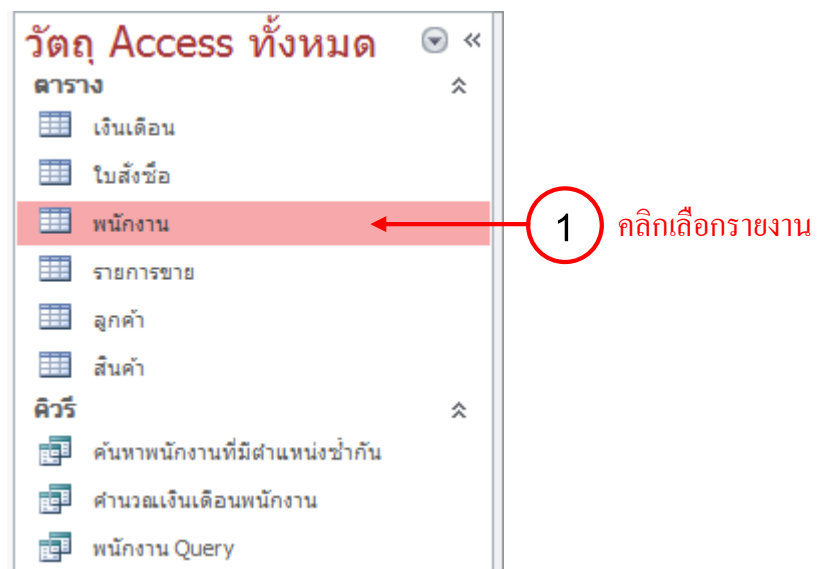 วัตถุ Access ทั้งหมด
ตาราง
เงินเดือน
ใบสั่งซื้อ
พนักงาน
1 คลิกเลือกรายงาน
รายการขาย
ลูกค้า
สินค้า
คิวรี
ค้นหาพนักงานที่มีตำแหน่งซ้ำกัน
คำนวณเงินเดือนพนักงาน
พนักงาน Query